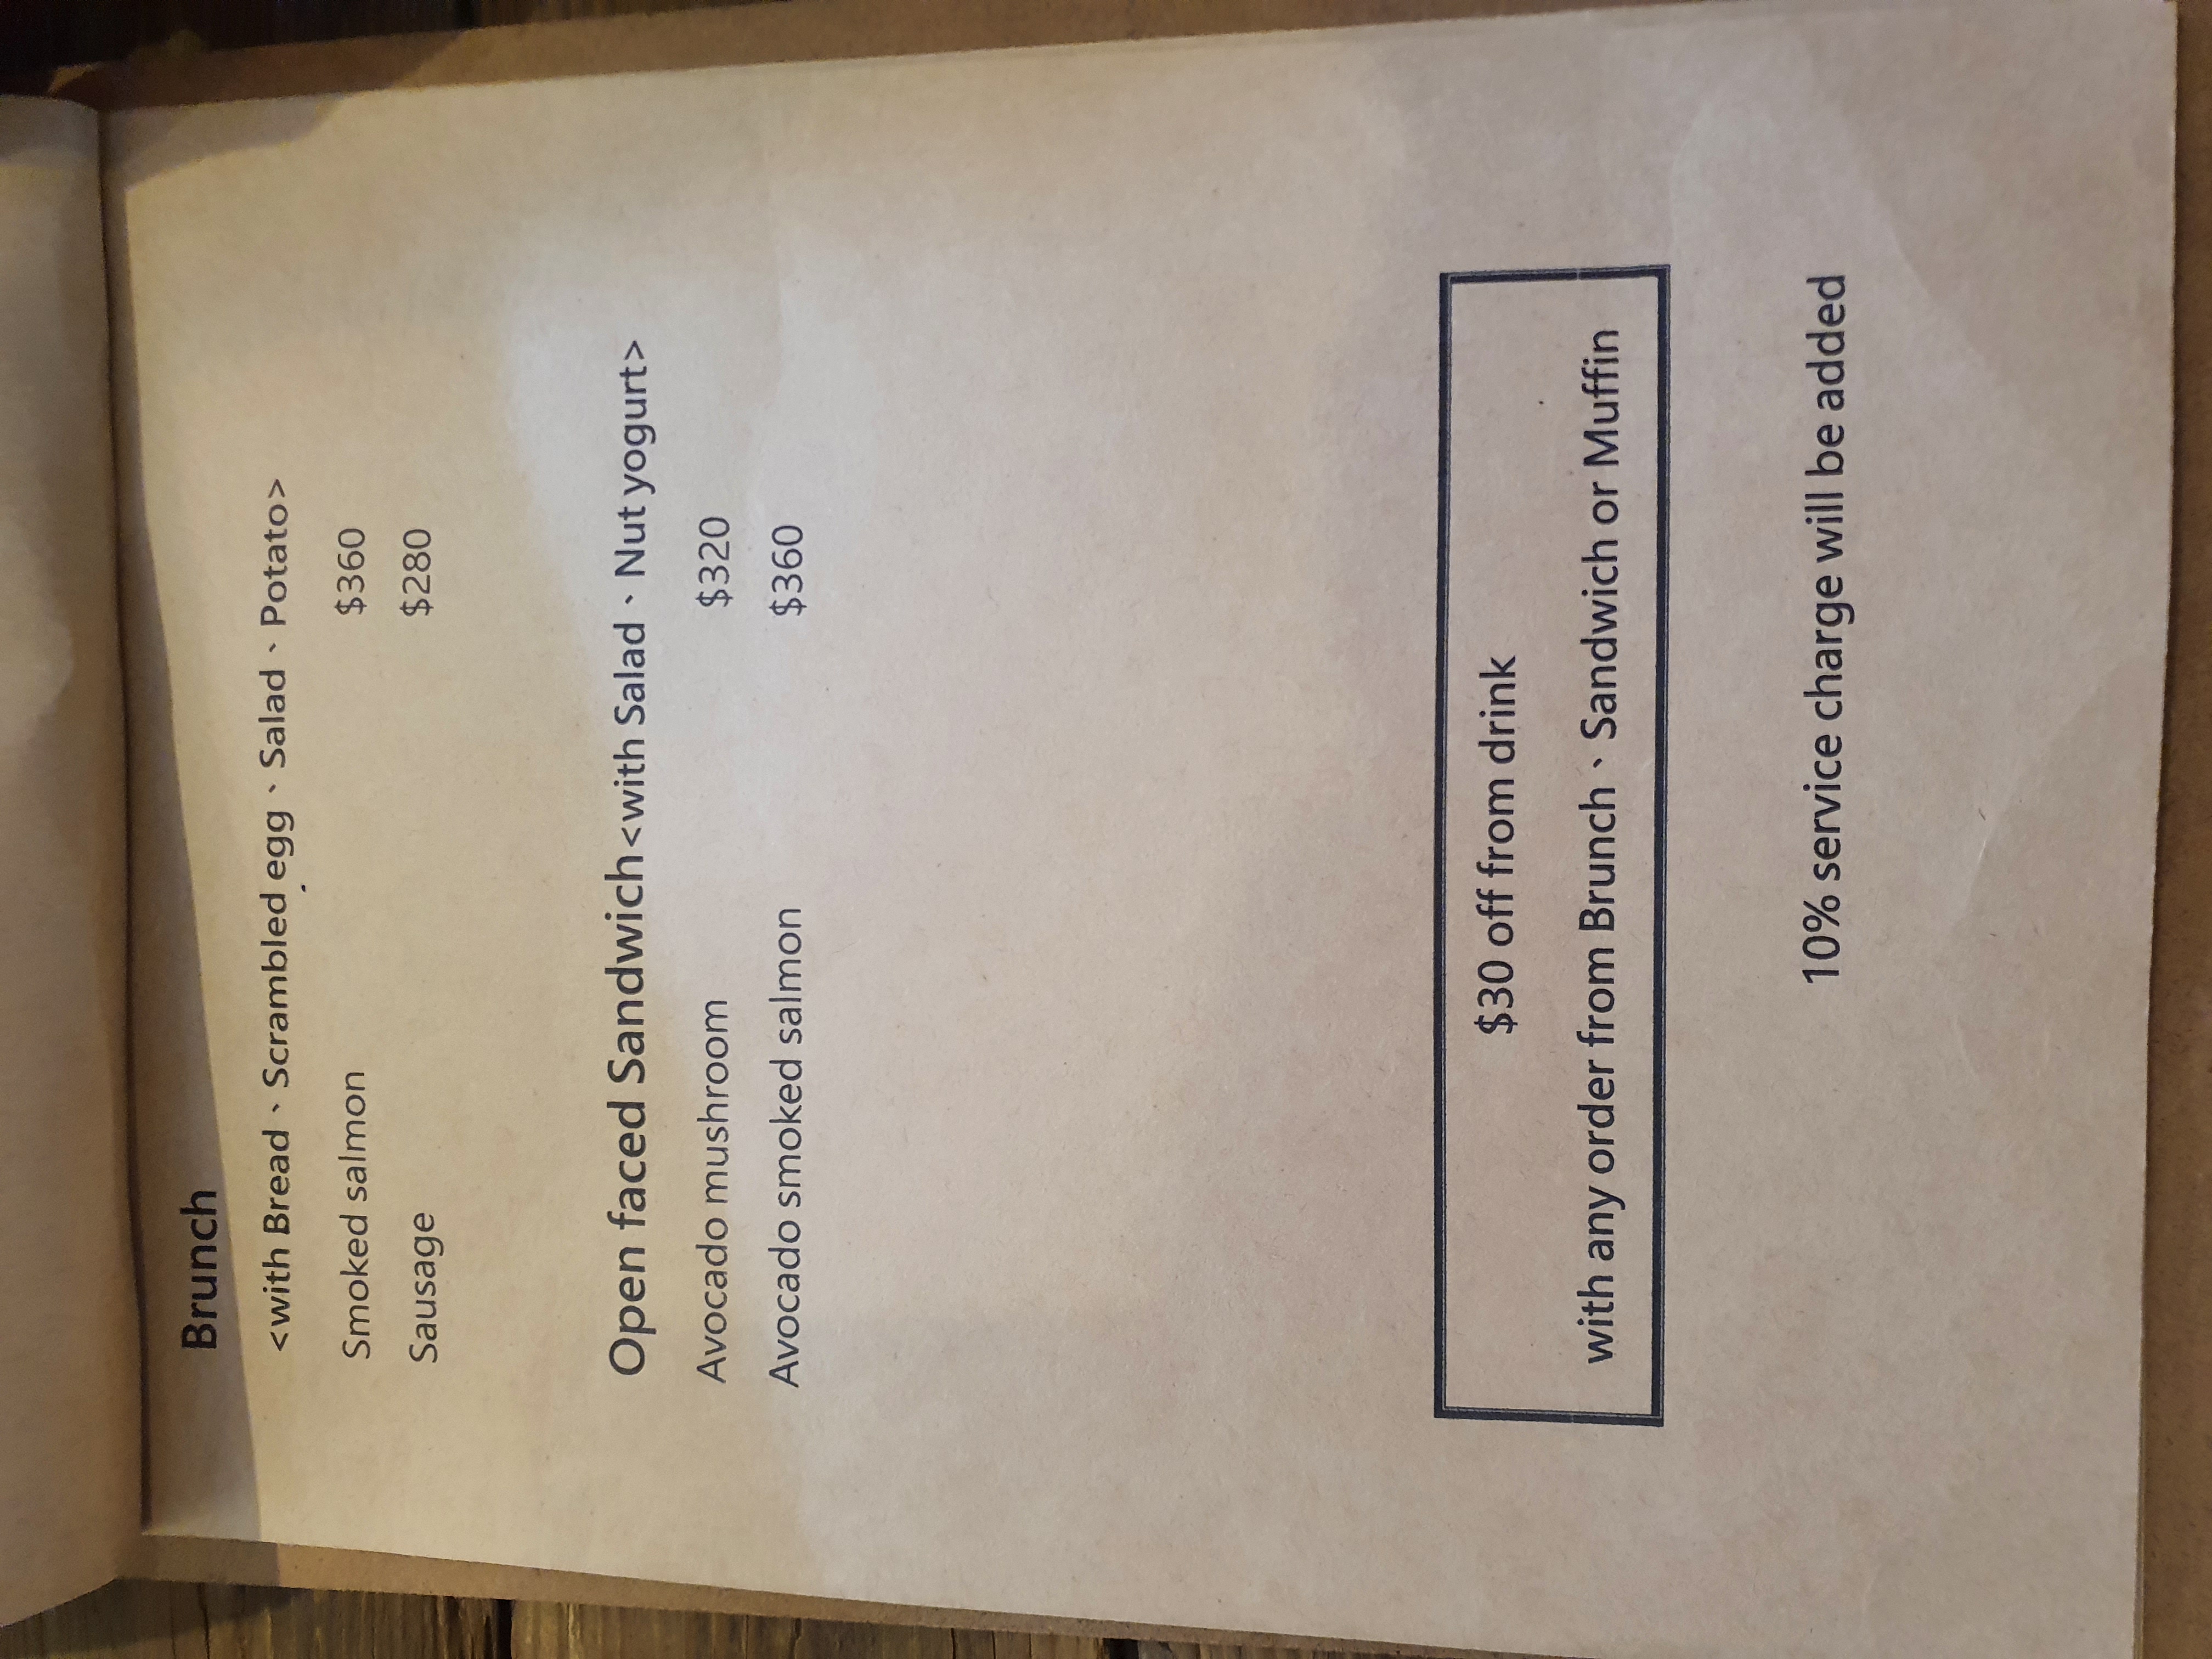 Brunch
<with Bread、Scrambled egg、Salad、Potato>
Smoked salmon $360
Sausage $280
Open faced Sandwich<with Salad、Nut yogurt>
Avocado mushroom $320
Avocado smoked salmon $360
$30 off from drink
with any order from Brunch、Sandwich or Muffin
10% service charge will be added